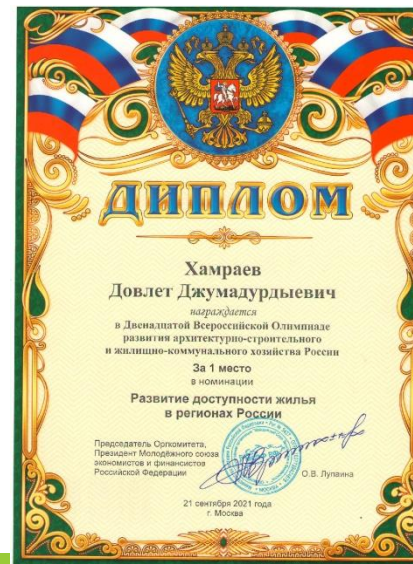 ДИПЛОМ
Хамраев
Довлет Джумадурдыевич
награждается
в Двенадцатой Всероссийской Олимпиаде
развития архитектурно-строительного
и жилищно-коммунального хозяйства России
За 1 место
в номинации
Развитие доступности жилья
в регионах России
Председатель Оргкомитета,
Президент Молодёжного союза
экономистов и финансистов
Российской Федерации
О.В. Лупаина
21 сентября 2021 года
г. Москва